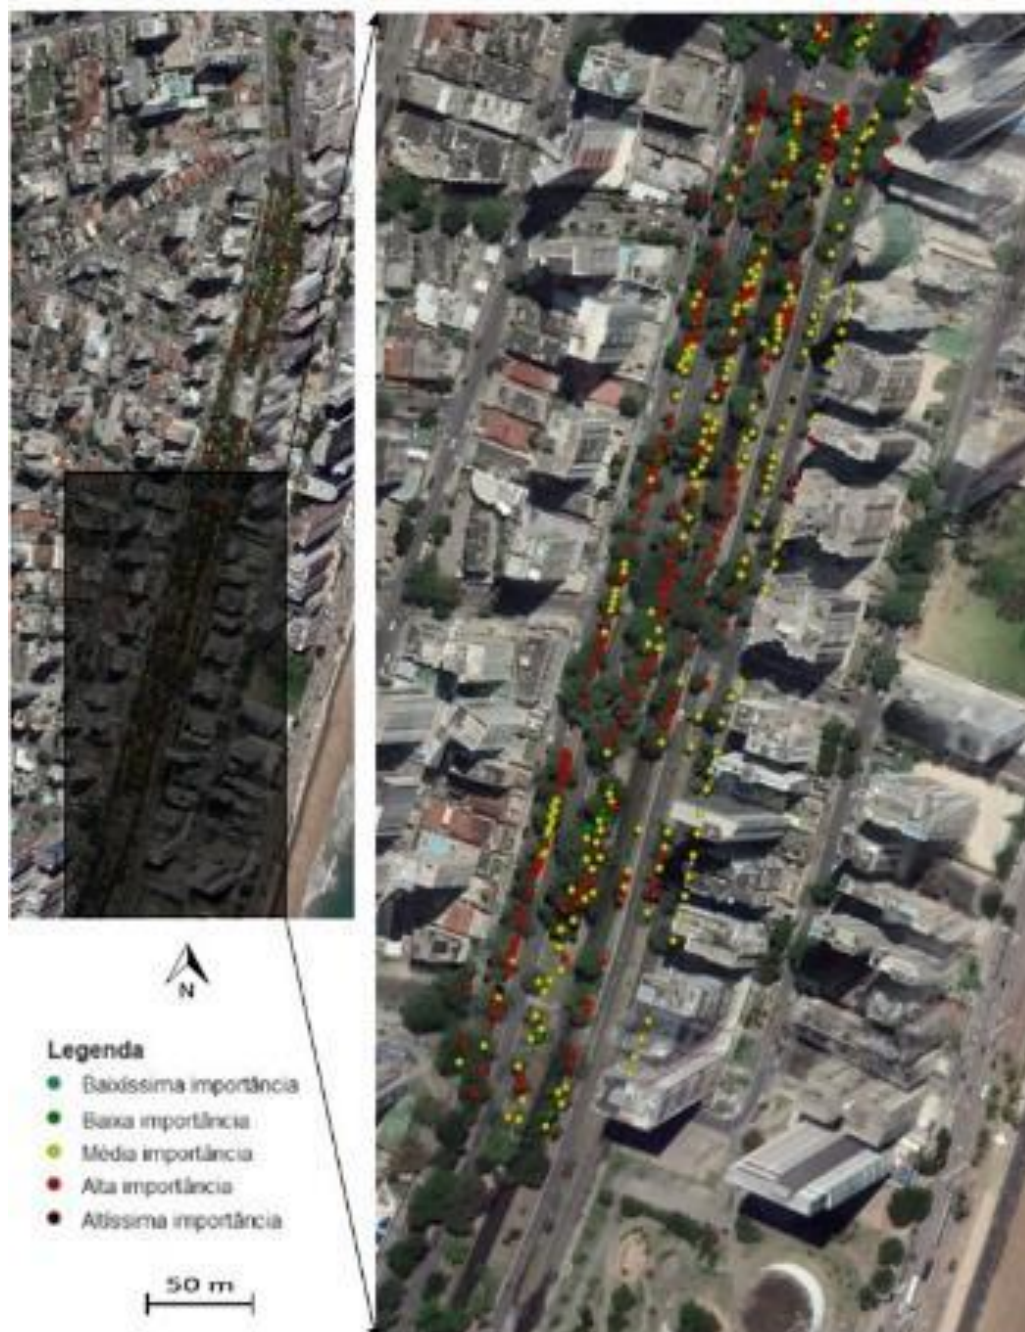 N
Legenda
Baixíssima importância
Baixa importância
Média importância
Alta importância
Altíssima importância
50 m